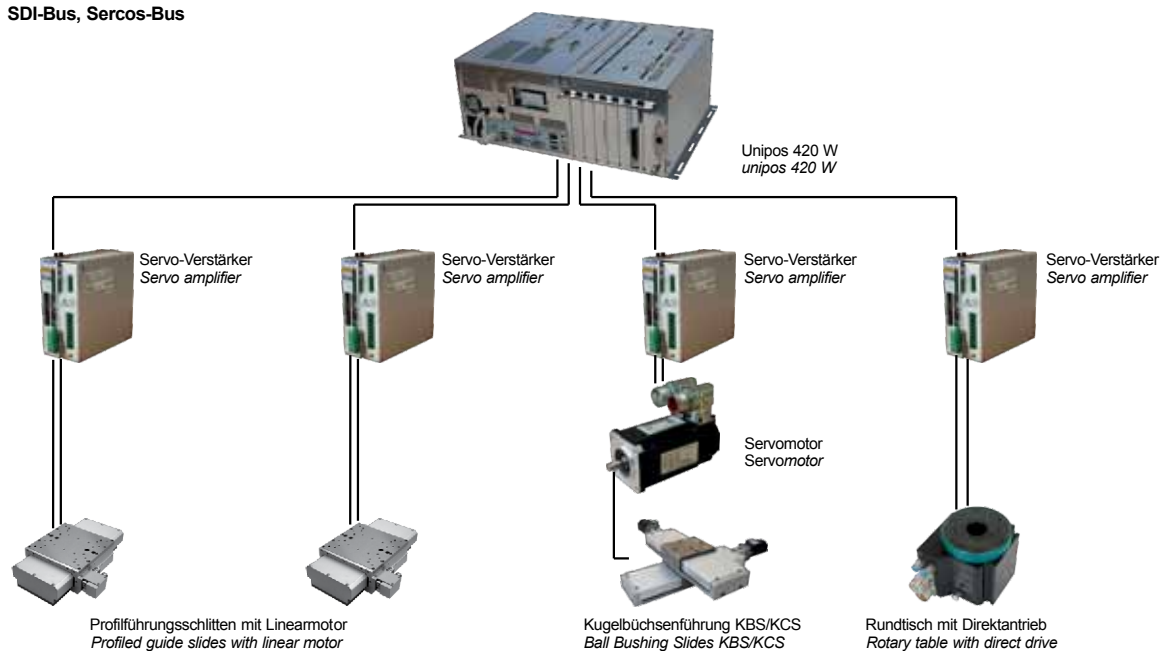 SDI-Bus, Sercos-Bus
Unipos 420 W
unipos 420 W
Servo-Verstärker
Servo amplifier
Servo-Verstärker
Servo amplifier
Servo-Verstärker
Servo amplifier
Servo-Verstärker
Servo amplifier
Servomotor
Servomotor
Profilführungsschlitten mit Linearmotor
Profiled guide slides with linear motor
Kugelbüchsenführung KBS/KCS
Ball Bushing Slides KBS/KCS
Rundtisch mit Direktantrieb
Rotary table with direct drive